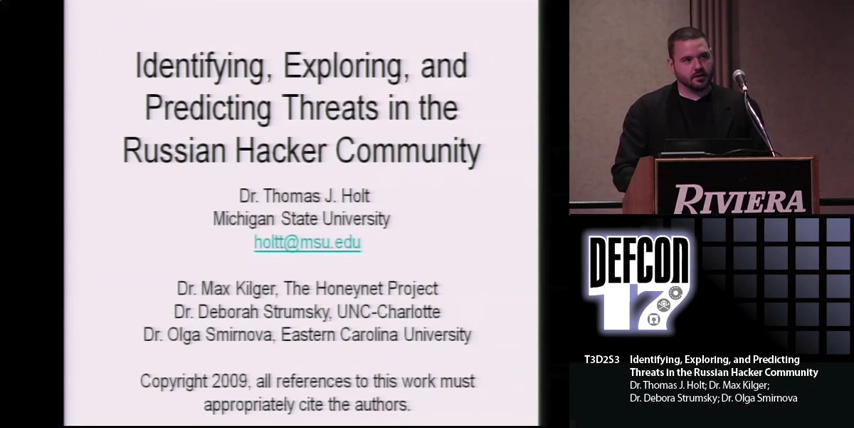 Identifying, Exploring, and
Predicting Threats in the
Russian Hacker Community
Dr. Thomas J. Holt
Michigan State University
holtt@msu.edu
Dr. Max Kilger, The Honeynet Project
Dr. Deborah Strumsky, UNC-Charlotte
Dr. Olga Smirnova, Eastern Carolina University
Copyright 2009, all references to this work must
appropriately cite the authors.
RIVIERA
DEFCON
17
T3D2S3 Identifying, Exploring, and Predicting
Threats in the Russian Hacker Community
Dr. Thomas J. Holt; Dr. Max Kilger;
Dr. Debora Strumsky; Dr. Olga Smirnova